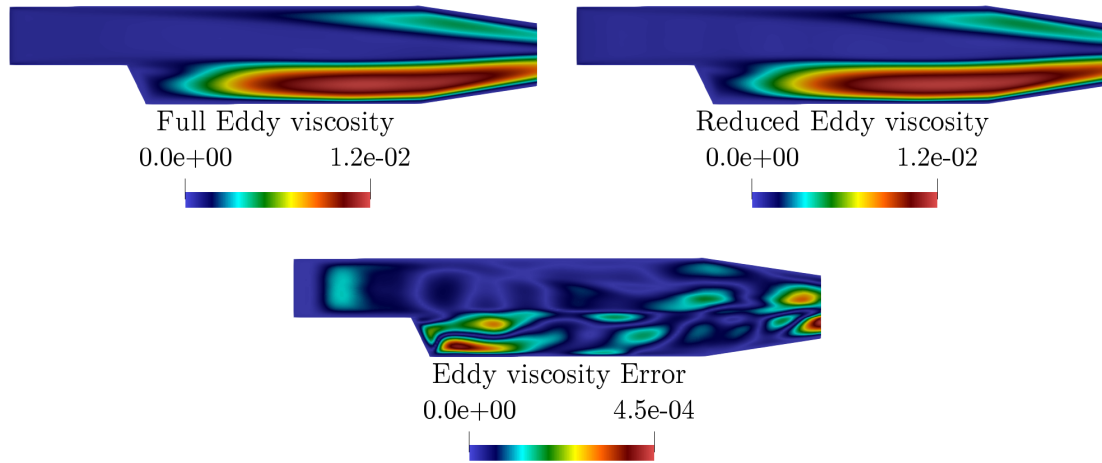 Full Eddy viscosity
0.0e+00 1.2e-02
Reduced Eddy viscosity
0.0e+00 1.2e-02
Eddy viscosity Error
0.0e+00 4.5e-04